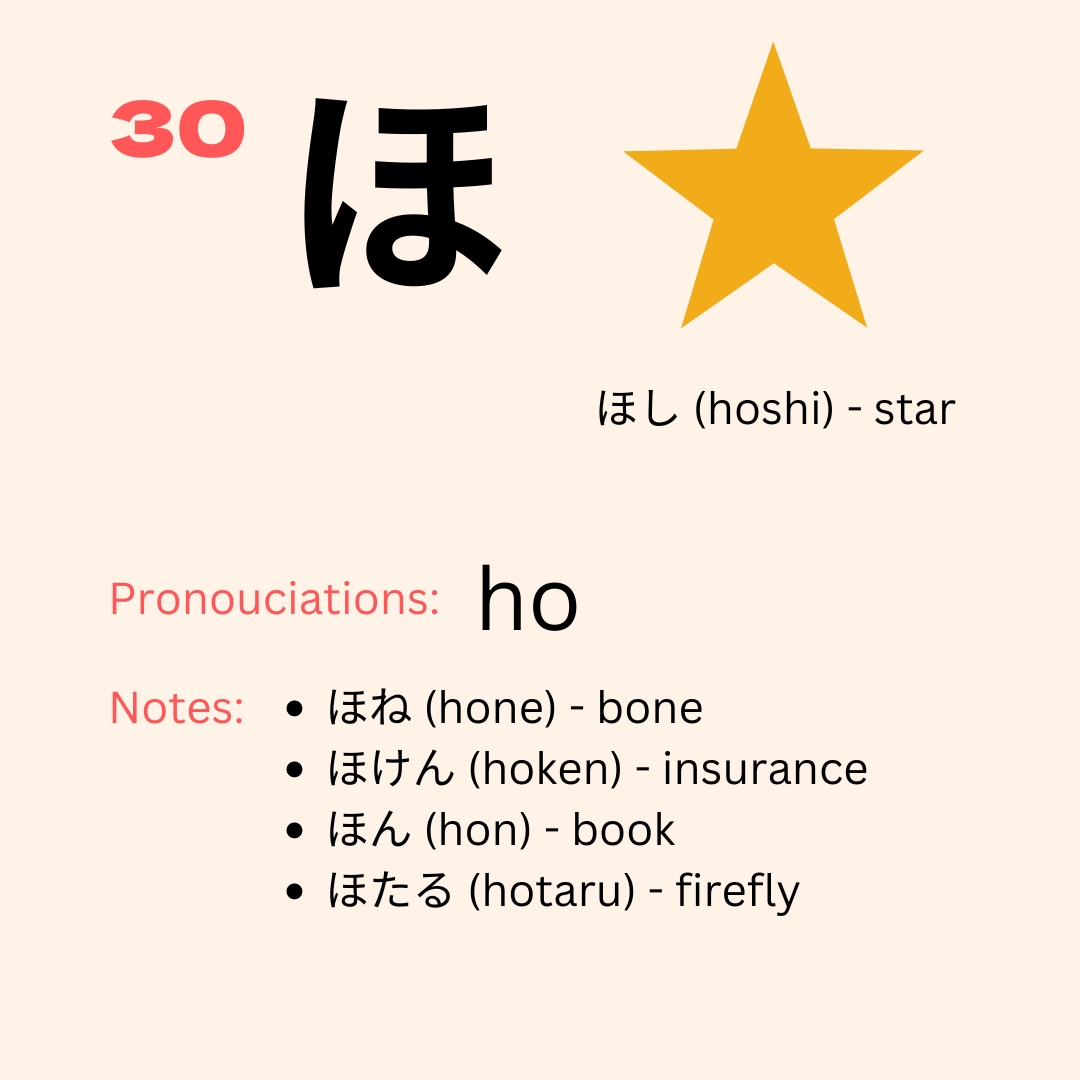 30
ほ
ほし (hoshi) - star
Pronouciations: ho
Notes:
• ほね (hone) - bone
• ほけん (hoken) - insurance
• ほん (hon) - book
• ほたる (hotaru) - firefly